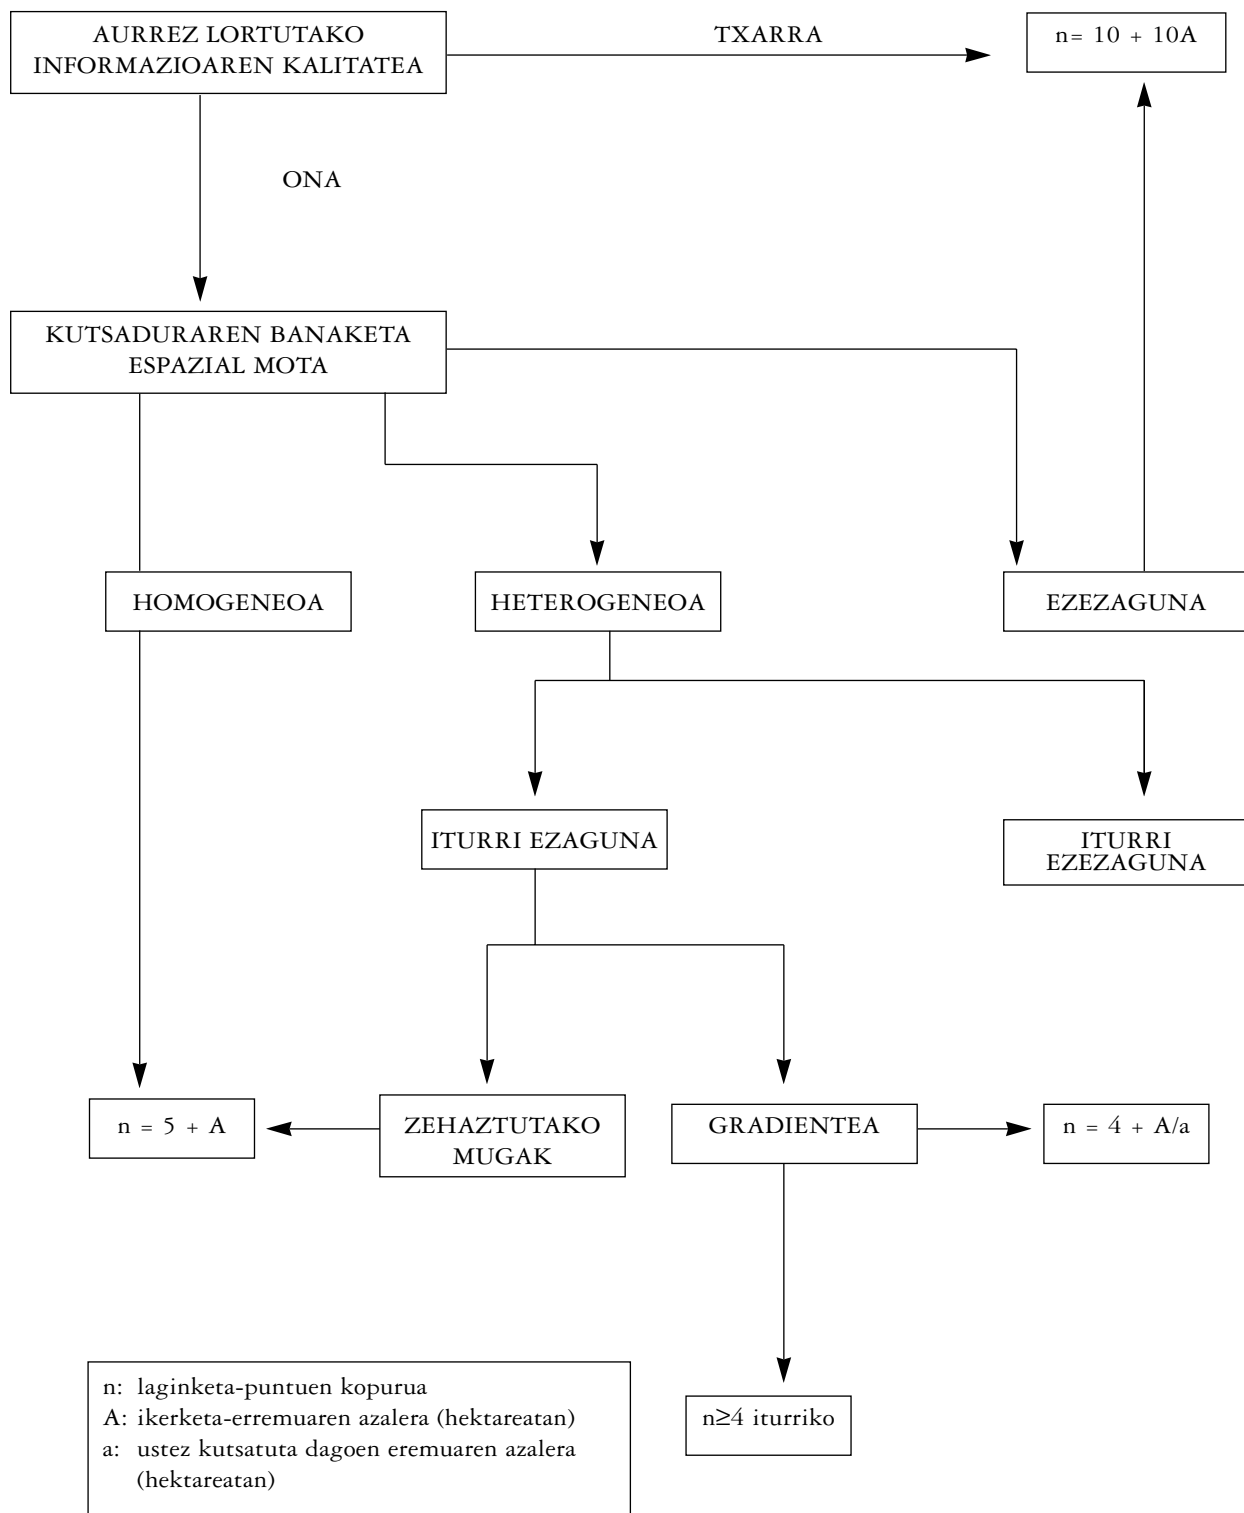 AURREZ LORTUTAKO
INFORMAZIOAREN KALITATEA
TXARRA
n= 10 + 10A
ONA
KUTSADURAREN BANAKETA
ESPAZIAL MOTA
HOMOGENEOA
HETEROGENEOA
EZEZAGUNA
ITURRI EZAGUNA
ITURRI
EZEZAGUNA
n = 5 + A
ZEHAZTUTAKO
MUGAK
GRADIENTEA
n = 4 + A/a
n≥4 iturriko
n: laginketa-puntuen kopurua
A: ikerketa-erremuaren azalera (hektareatan)
a: ustez kutsatuta dagoen eremuaren azalera
(hektareatan)